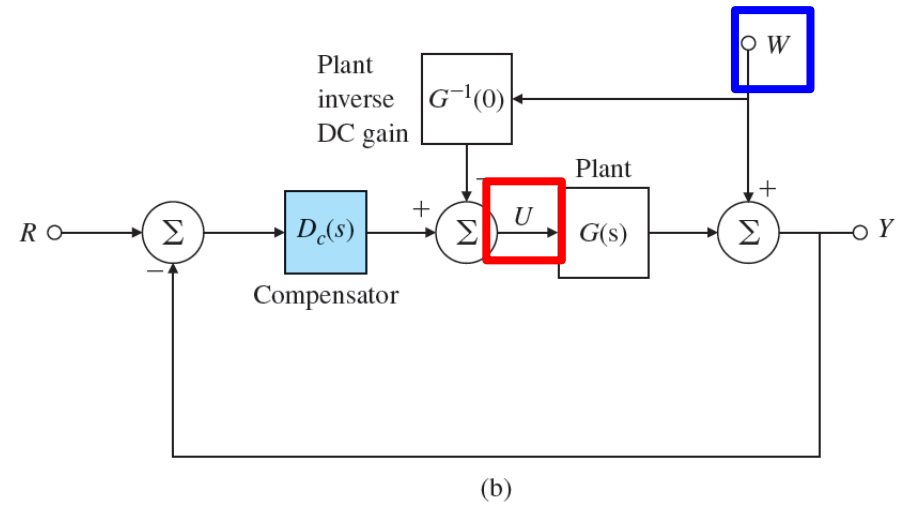 W
Plant
inverse
DC gain
G⁻¹(0)
−
Plant
+
R
Σ
D_c(s)
+
Σ
U
G(s)
Σ
Y
−
Compensator
(b)